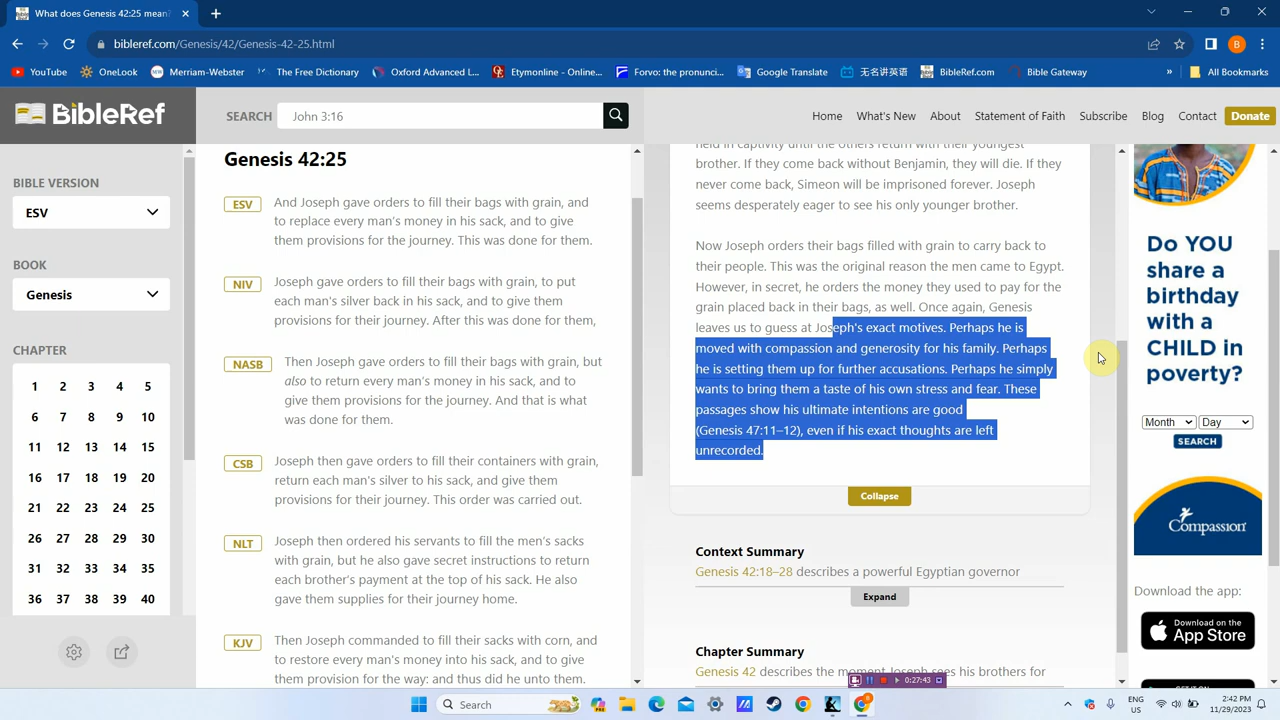 What does Genesis 42:25 mean?
bibleref.com/Genesis/42/Genesis-42-25.html
B
YouTube
OneLook
Merriam-Webster
The Free Dictionary
Oxford Advanced L...
Etymonline - Online...
Forvo: the pronunci...
Google Translate
无名讲英语
BibleRef.com
Bible Gateway
»
All Bookmarks
BibleRef
SEARCH
John 3:16
Home
What's New
About
Statement of Faith
Subscribe
Blog
Contact
Donate
BIBLE VERSION
ESV
BOOK
Genesis
CHAPTER
1 2 3 4 5
6 7 8 9 10
11 12 13 14 15
16 17 18 19 20
21 22 23 24 25
26 27 28 29 30
31 32 33 34 35
36 37 38 39 40
Genesis 42:25
ESV And Joseph gave orders to fill their bags with grain, and
to replace every man's money in his sack, and to give
them provisions for the journey. This was done for them.
NIV Joseph gave orders to fill their bags with grain, to put
each man's silver back in his sack, and to give them
provisions for their journey. After this was done for them,
NASB Then Joseph gave orders to fill their bags with grain, but
also to return every man's money in his sack, and to
give them provisions for the journey. And that is what
was done for them.
CSB Joseph then gave orders to fill their containers with grain,
return each man's silver to his sack, and give them
provisions for their journey. This order was carried out.
NLT Joseph then ordered his servants to fill the men's sacks
with grain, but he also gave secret instructions to return
each brother's payment at the top of his sack. He also
gave them supplies for their journey home.
KJV Then Joseph commanded to fill their sacks with corn, and
to restore every man's money into his sack, and to give
them provision for the way: and thus did he unto them.
held in captivity until the others return with their youngest
brother. If they come back without Benjamin, they will die. If they
never come back, Simeon will be imprisoned forever. Joseph
seems desperately eager to see his only younger brother.
Now Joseph orders their bags filled with grain to carry back to
their people. This was the original reason the men came to Egypt.
However, in secret, he orders the money they used to pay for the
grain placed back in their bags, as well. Once again, Genesis
leaves us to guess at Joseph's exact motives. Perhaps he is
moved with compassion and generosity for his family. Perhaps
he is setting them up for further accusations. Perhaps he simply
wants to bring them a taste of his own stress and fear. These
passages show his ultimate intentions are good
(Genesis 47:11–12), even if his exact thoughts are left
unrecorded.
Collapse
Context Summary
Genesis 42:18–28 describes a powerful Egyptian governor
Expand
Chapter Summary
Genesis 42 describes the moment Joseph sees his brothers for
Do YOU
share a
birthday
with a
CHILD in
poverty?
Month
Day
SEARCH
Compassion
Download the app:
Download on the
App Store
0:27:43
Search
ENG
US
2:42 PM
11/29/2023